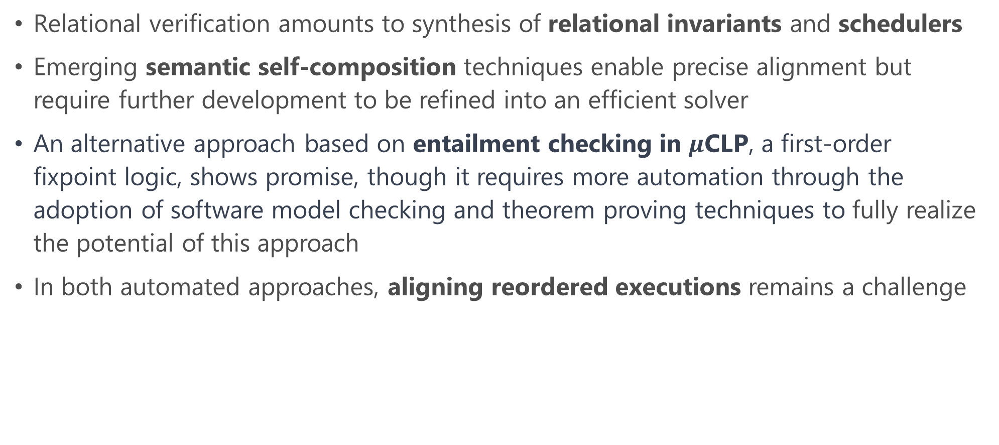 • Relational verification amounts to synthesis of relational invariants and schedulers
• Emerging semantic self-composition techniques enable precise alignment but
require further development to be refined into an efficient solver
• An alternative approach based on entailment checking in μCLP, a first-order
fixpoint logic, shows promise, though it requires more automation through the
adoption of software model checking and theorem proving techniques to fully realize
the potential of this approach
• In both automated approaches, aligning reordered executions remains a challenge